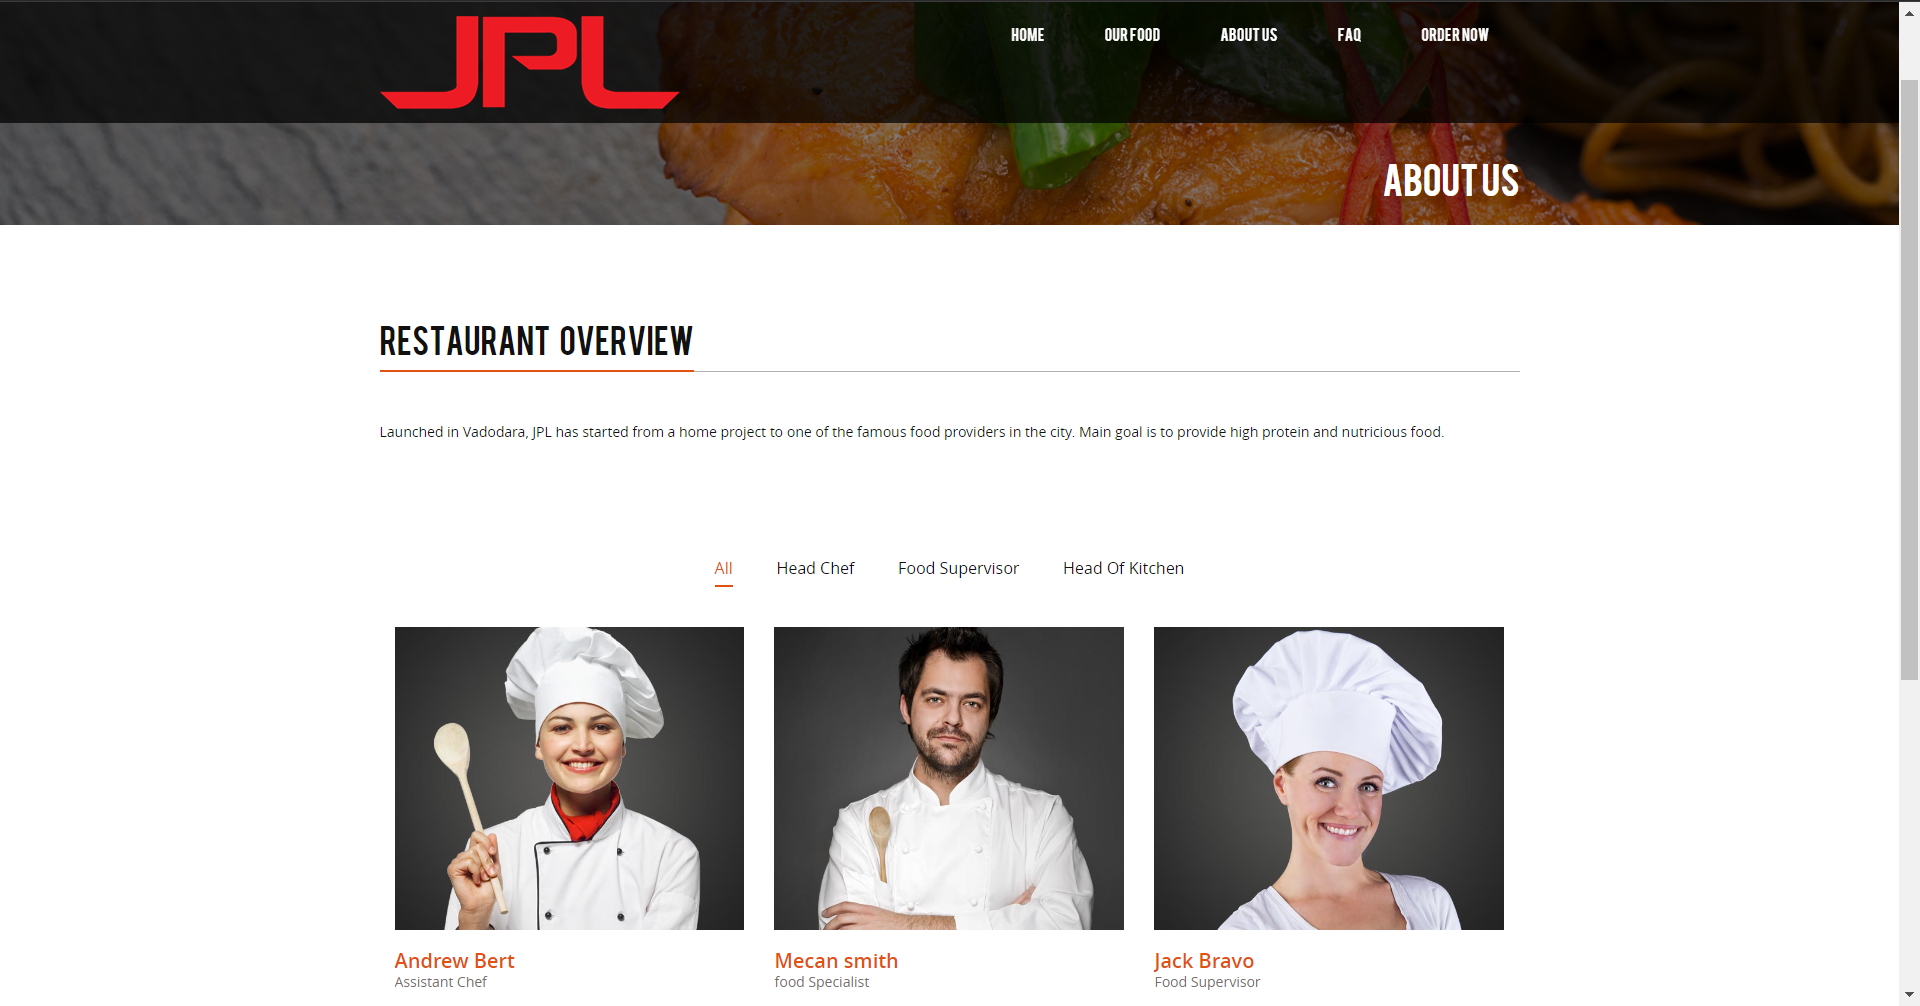 JPL
HOME OUR FOOD ABOUT US FAQ ORDER NOW
ABOUT US
RESTAURANT OVERVIEW
Launched in Vadodara, JPL has started from a home project to one of the famous food providers in the city. Main goal is to provide high protein and nutricious food.
All Head Chef Food Supervisor Head Of Kitchen
Andrew Bert
Assistant Chef
Mecan smith
food Specialist
Jack Bravo
Food Supervisor